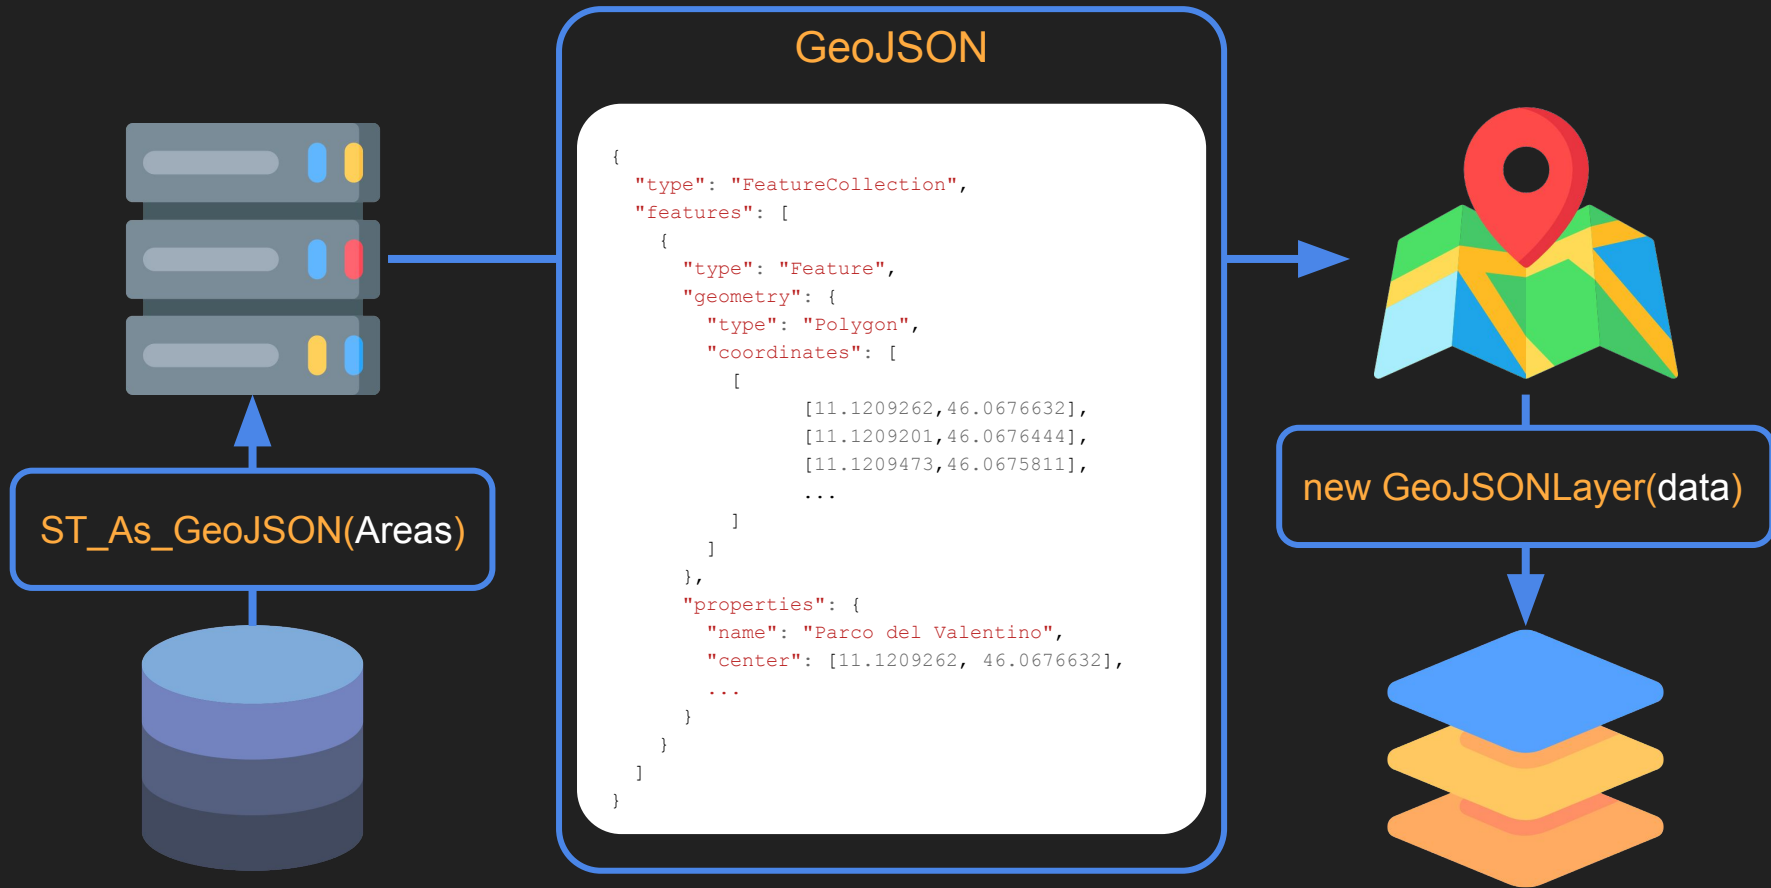 GeoJSON
{
"type": "FeatureCollection",
"features": [
{
"type": "Feature",
"geometry": {
"type": "Polygon",
"coordinates": [
[
[11.1209262,46.0676632],
[11.1209201,46.0676444],
[11.1209473,46.0675811],
...
]
]
},
"properties": {
"name": "Parco del Valentino",
"center": [11.1209262, 46.0676632],
...
}
}
]
}
ST_As_GeoJSON(Areas)
new GeoJSONLayer(data)